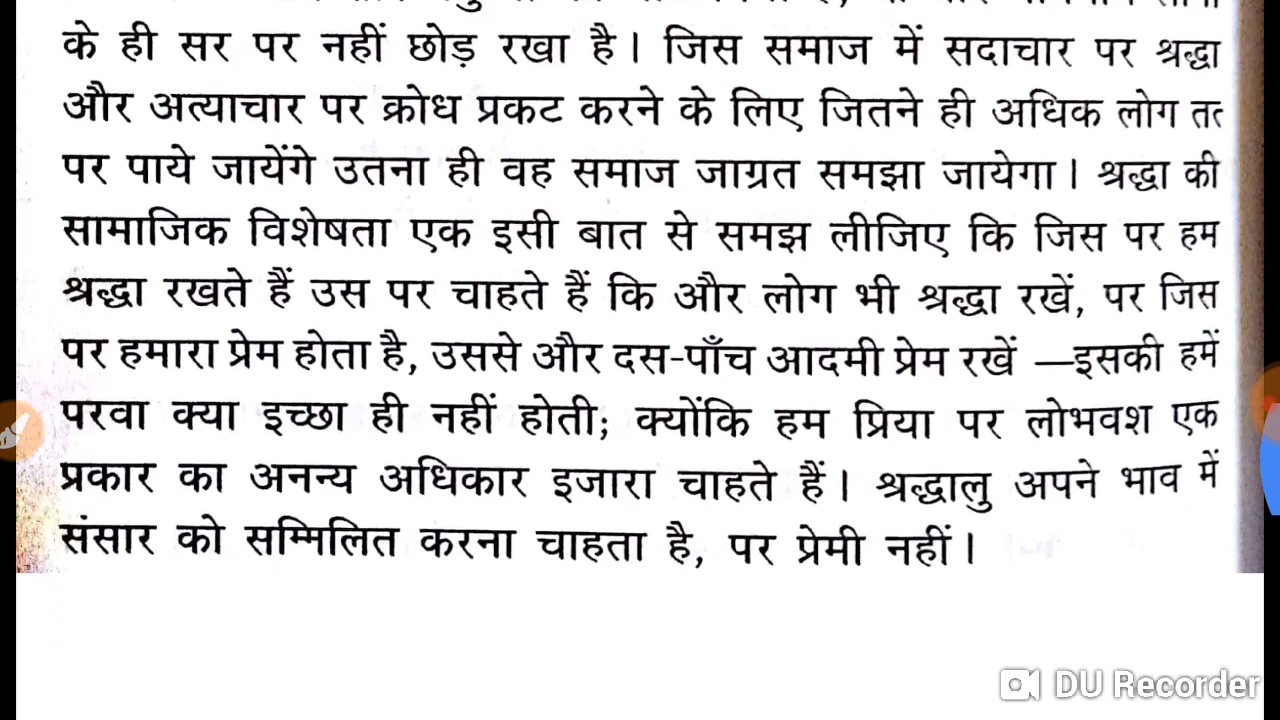 के ही सर पर नहीं छोड़ रखा है। जिस समाज में सदाचार पर श्रद्धा
और अत्याचार पर क्रोध प्रकट करने के लिए जितने ही अधिक लोग तत्
पर पाये जायेंगे उतना ही वह समाज जाग्रत समझा जायेगा। श्रद्धा की
सामाजिक विशेषता एक इसी बात से समझ लीजिए कि जिस पर हम
श्रद्धा रखते हैं उस पर चाहते हैं कि और लोग भी श्रद्धा रखें, पर जिस
पर हमारा प्रेम होता है, उससे और दस-पाँच आदमी प्रेम रखें —इसकी हमें
परवा क्या इच्छा ही नहीं होती; क्योंकि हम प्रिया पर लोभवश एक
प्रकार का अनन्य अधिकार इजारा चाहते हैं। श्रद्धालु अपने भाव में
संसार को सम्मिलित करना चाहता है, पर प्रेमी नहीं।
DU Recorder